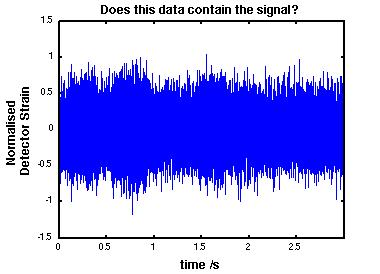 Does this data contain the signal?
1.5
1
0.5
0
-0.5
-1
-1.5
Normalised
Detector Strain
0 0.5 1 1.5 2 2.5
time /s